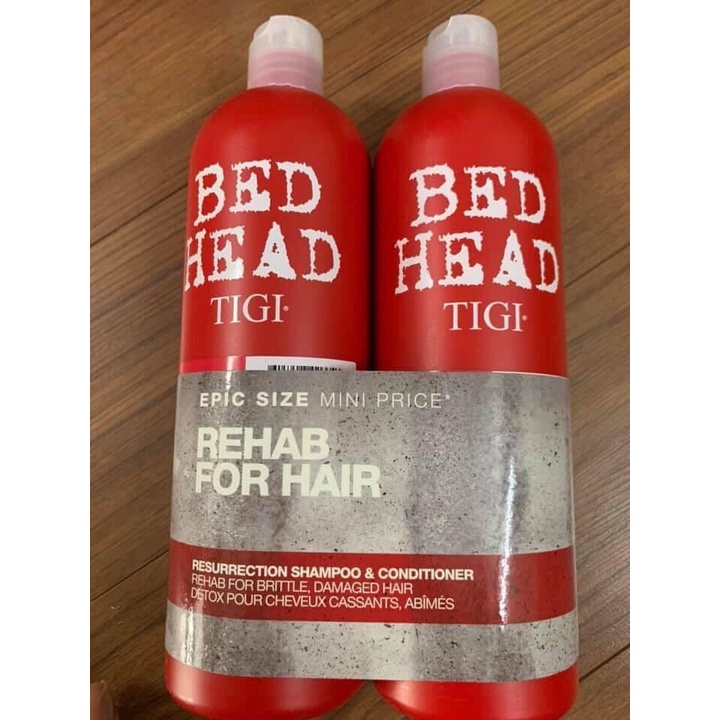 BED
HEAD
TIGI
BED
HEAD
TIGI
EPIC SIZE MINI PRICE*
REHAB
FOR HAIR
RESURRECTION SHAMPOO & CONDITIONER
REHAB FOR BRITTLE, DAMAGED HAIR
DÉTOX POUR CHEVEUX CASSANTS, ABÎMÉS